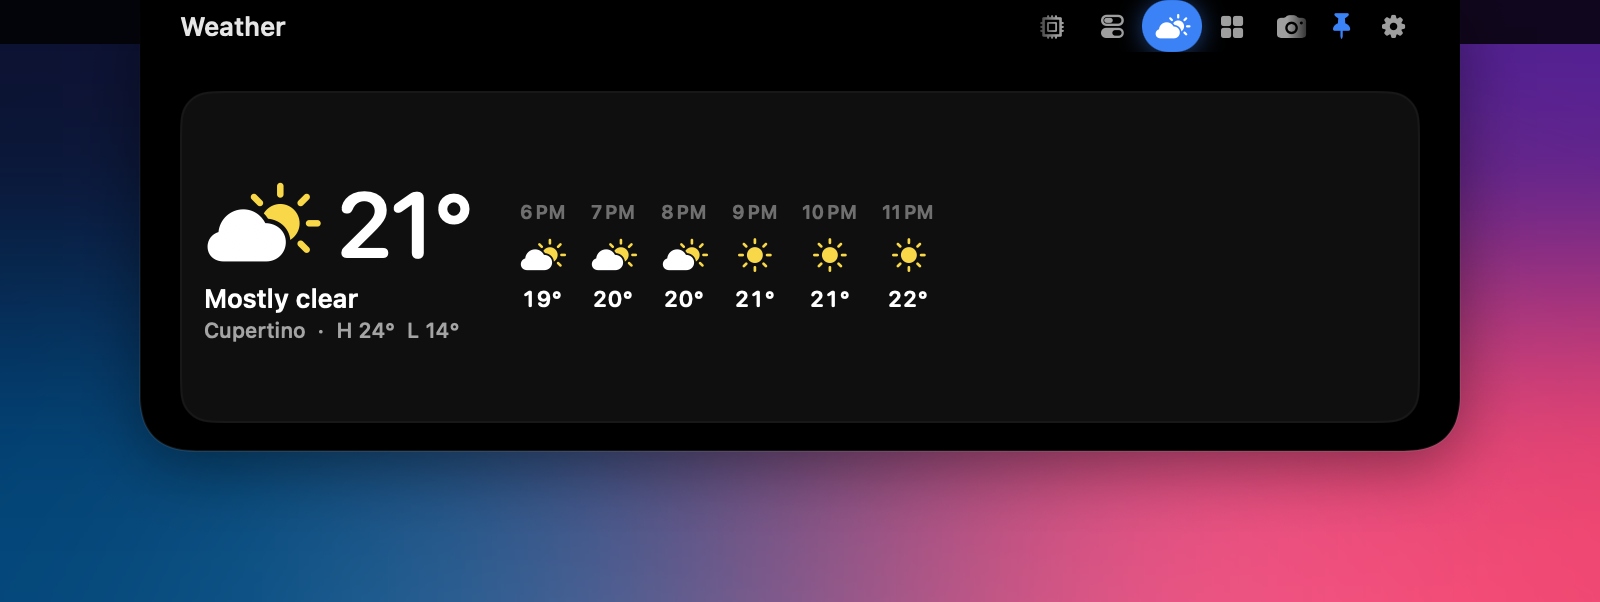 Weather
21°
Mostly clear
Cupertino · H 24° L 14°
6 PM 7 PM 8 PM 9 PM 10 PM 11 PM
19° 20° 20° 21° 21° 22°